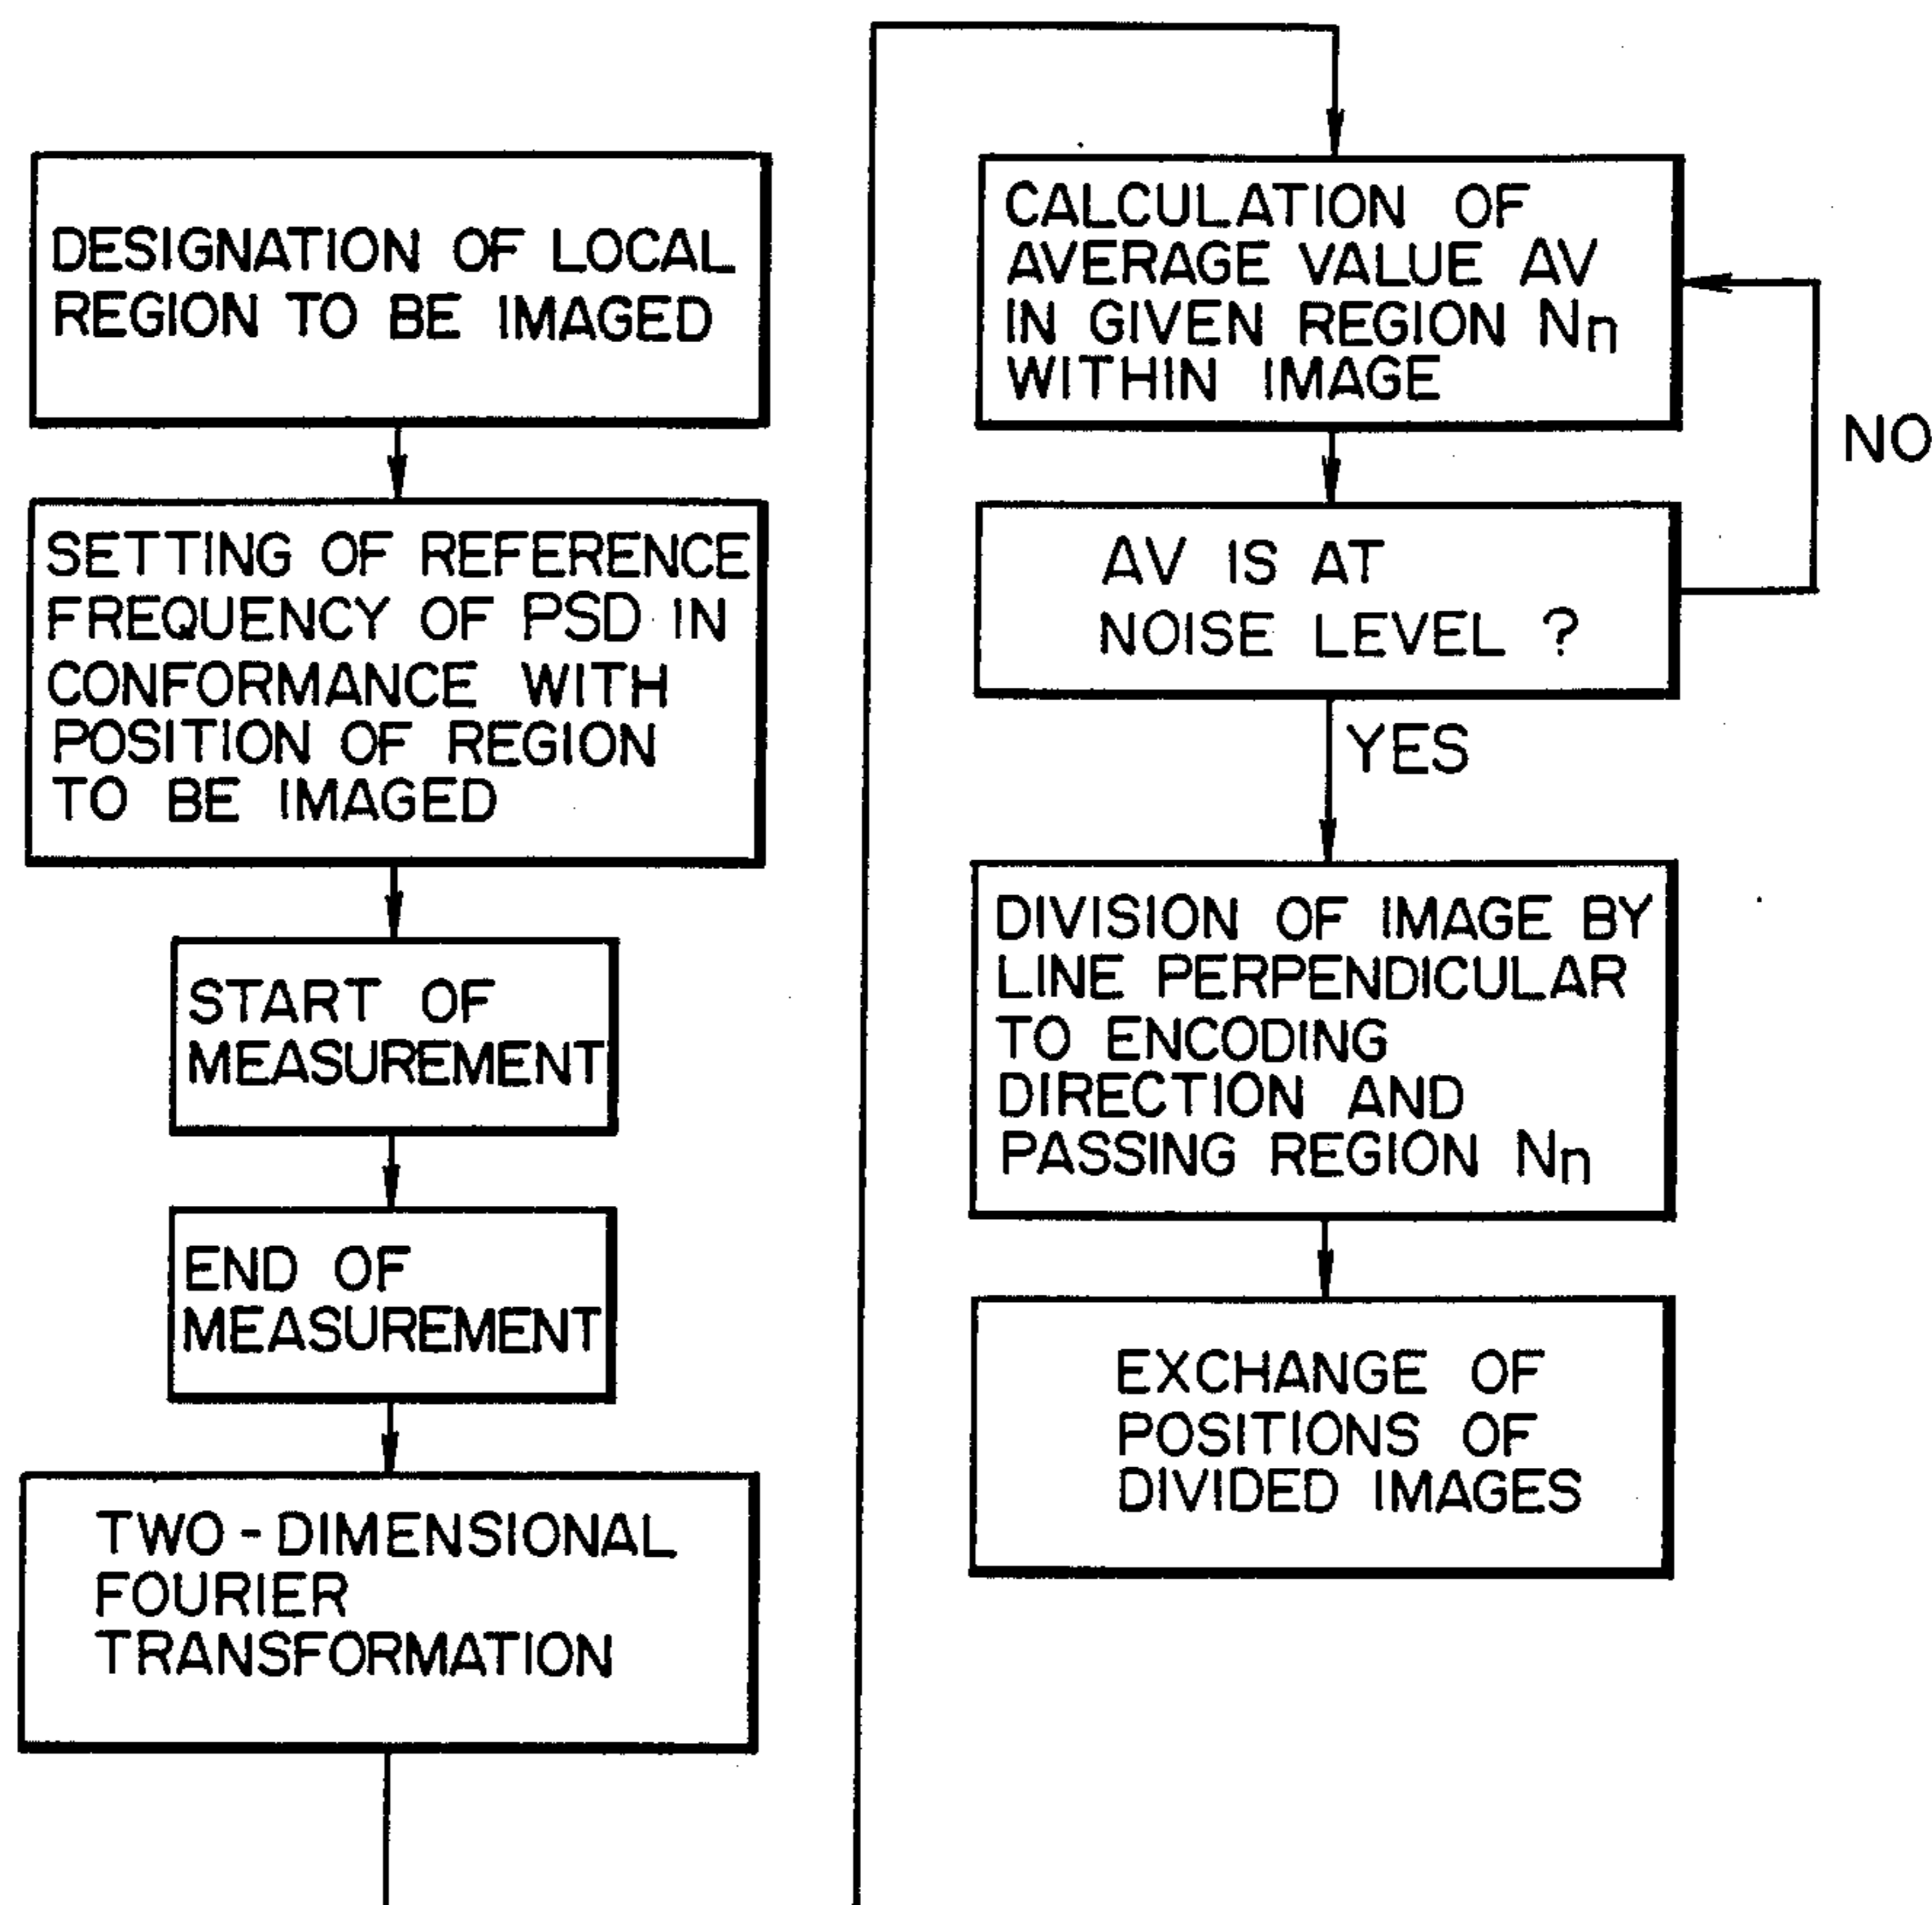 DESIGNATION OF LOCAL
REGION TO BE IMAGED
SETTING OF REFERENCE
FREQUENCY OF PSD IN
CONFORMANCE WITH
POSITION OF REGION
TO BE IMAGED
START OF
MEASUREMENT
END OF
MEASUREMENT
TWO-DIMENSIONAL
FOURIER
TRANSFORMATION
CALCULATION OF
AVERAGE VALUE AV
IN GIVEN REGION Nn
WITHIN IMAGE
NO
AV IS AT
NOISE LEVEL ?
YES
DIVISION OF IMAGE BY
LINE PERPENDICULAR
TO ENCODING
DIRECTION AND
PASSING REGION Nn
EXCHANGE OF
POSITIONS OF
DIVIDED IMAGES